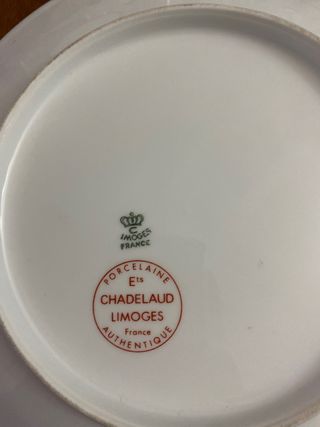 C
LIMOGES
FRANCE
PORCELAINE
Ets
CHADELAUD
LIMOGES
France
AUTHENTIQUE